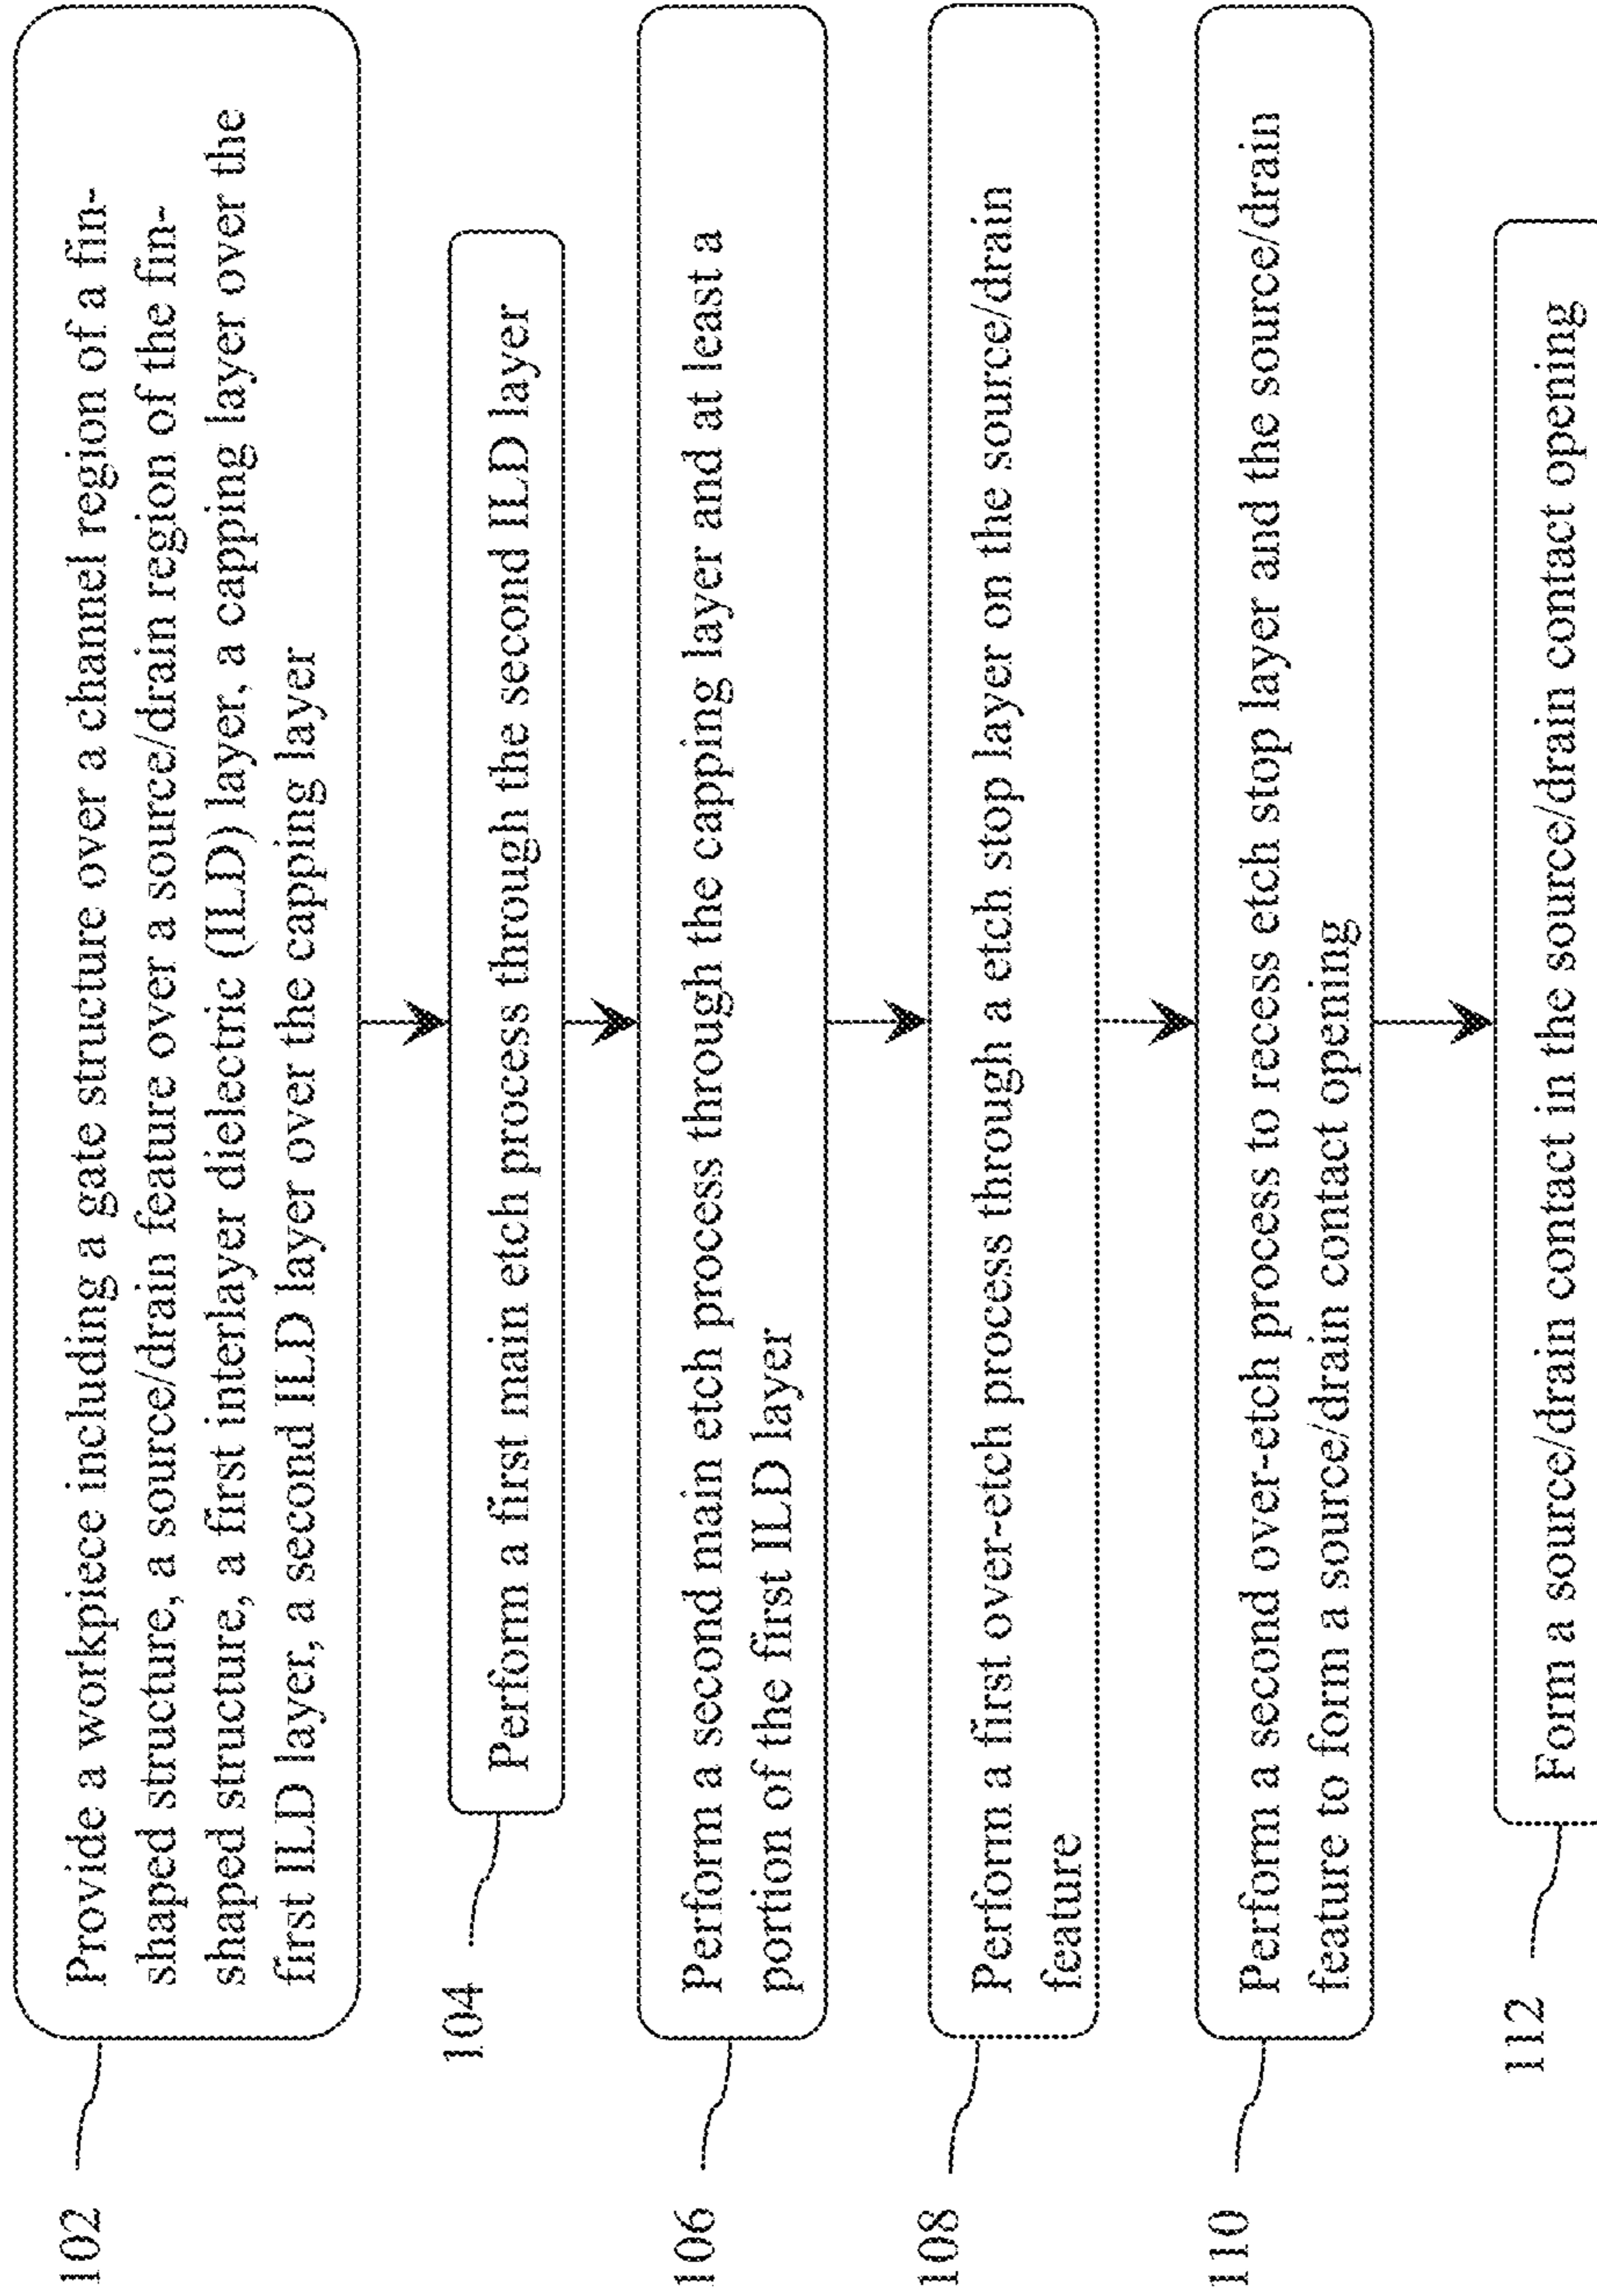 102
Provide a workpiece including a gate structure over a channel region of a fin-
shaped structure, a source/drain feature over a source/drain region of the fin-
shaped structure, a first interlayer dielectric (ILD) layer, a capping layer over the
first ILD layer, a second ILD layer over the capping layer
104
Perform a first main etch process through the second ILD layer
106
Perform a second main etch process through the capping layer and at least a
portion of the first ILD layer
108
Perform a first over-etch process through a etch stop layer on the source/drain
feature
110
Perform a second over-etch process to recess etch stop layer and the source/drain
feature to form a source/drain contact opening
112
Form a source/drain contact in the source/drain contact opening